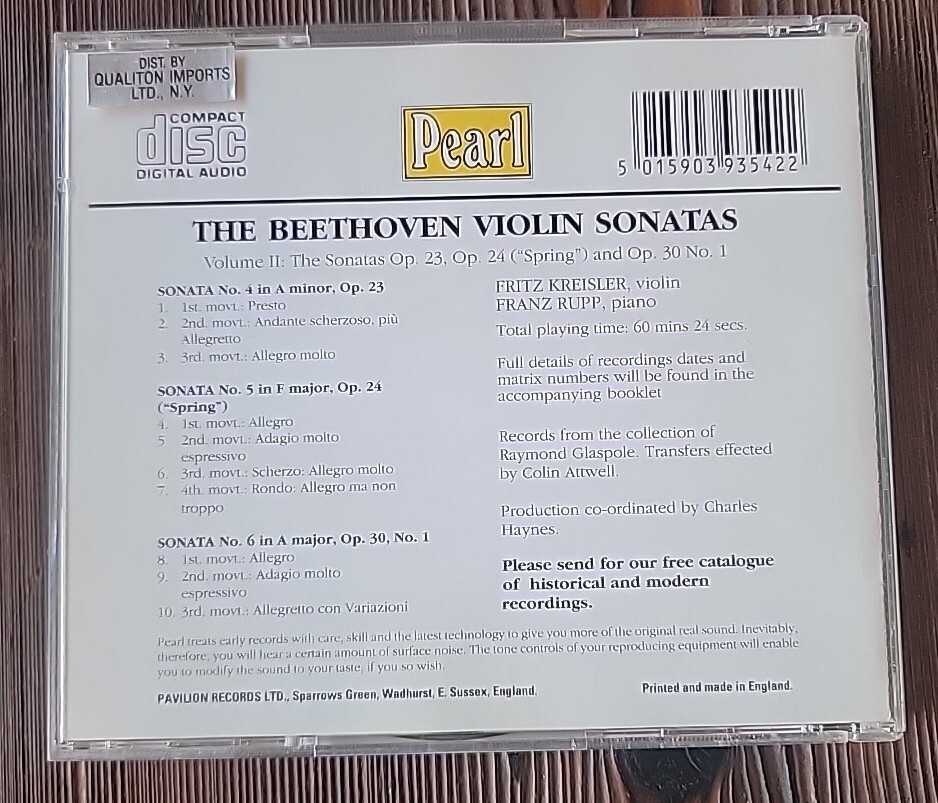 DIST. BY
QUALITON IMPORTS
LTD., N.Y.
COMPACT
disc
DIGITAL AUDIO
Pearl
5 015903 935422
THE BEETHOVEN VIOLIN SONATAS
Volume II: The Sonatas Op. 23, Op. 24 (“Spring”) and Op. 30 No. 1
SONATA No. 4 in A minor, Op. 23
1. 1st. movt.: Presto
2. 2nd. movt.: Andante scherzoso, più
Allegretto
3. 3rd. movt.: Allegro molto
SONATA No. 5 in F major, Op. 24
(“Spring”)
4. 1st. movt.: Allegro
5 2nd. movt.: Adagio molto
espressivo
6. 3rd. movt.: Scherzo: Allegro molto
7. 4th. movt.: Rondo: Allegro ma non
troppo
SONATA No. 6 in A major, Op. 30, No. 1
8. 1st. movt.: Allegro
9. 2nd. movt.: Adagio molto
espressivo
10. 3rd. movt.: Allegretto con Variazioni
FRITZ KREISLER, violin
FRANZ RUPP, piano
Total playing time: 60 mins 24 secs.
Full details of recordings dates and
matrix numbers will be found in the
accompanying booklet
Records from the collection of
Raymond Glaspole. Transfers effected
by Colin Attwell.
Production co-ordinated by Charles
Haynes.
Please send for our free catalogue
of historical and modern
recordings.
Pearl treats early records with care, skill and the latest technology to give you more of the original real sound. Inevitably,
therefore, you will hear a certain amount of surface noise. The tone controls of your reproducing equipment will enable
you to modify the sound to your taste, if you so wish.
PAVILION RECORDS LTD., Sparrows Green, Wadhurst, E. Sussex, England.
Printed and made in England.